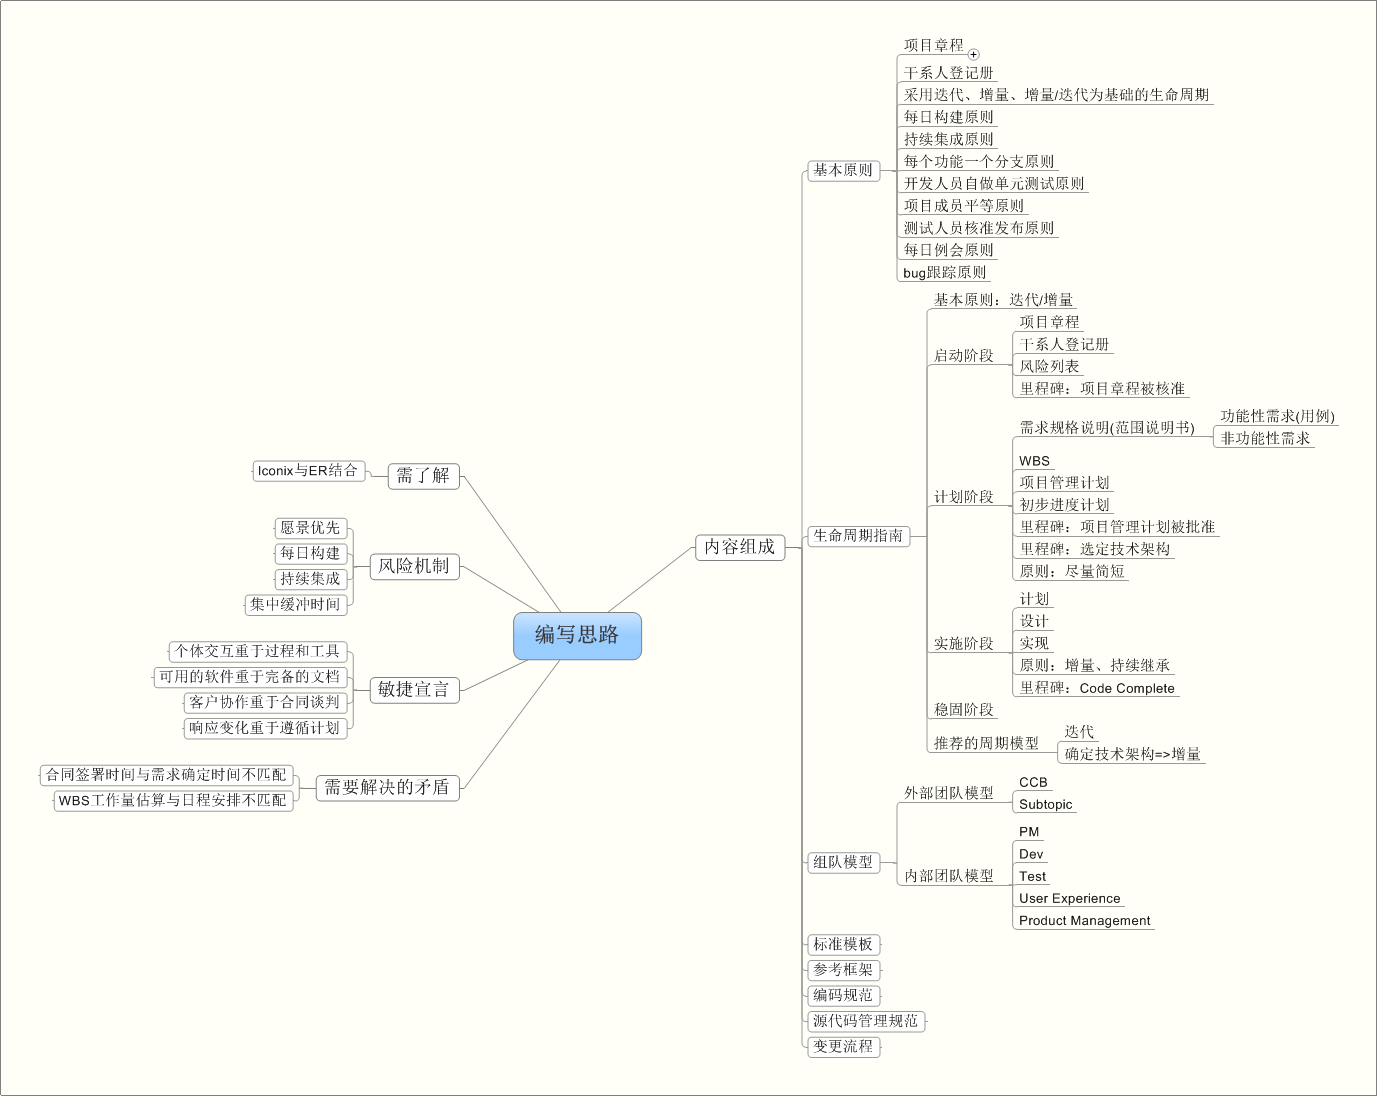 编写思路
需了解
Iconix与ER结合
风险机制
愿景优先
每日构建
持续集成
集中缓冲时间
敏捷宣言
个体交互重于过程和工具
可用的软件重于完备的文档
客户协作重于合同谈判
响应变化重于遵循计划
需要解决的矛盾
合同签署时间与需求确定时间不匹配
WBS工作量估算与日程安排不匹配
内容组成
基本原则
项目章程
干系人登记册
采用迭代、增量、增量/迭代为基础的生命周期
每日构建原则
持续集成原则
每个功能一个分支原则
开发人员自做单元测试原则
项目成员平等原则
测试人员核准发布原则
每日例会原则
bug跟踪原则
生命周期指南
基本原则：迭代/增量
启动阶段
项目章程
干系人登记册
风险列表
里程碑：项目章程被核准
计划阶段
需求规格说明(范围说明书)
功能性需求(用例)
非功能性需求
WBS
项目管理计划
初步进度计划
里程碑：项目管理计划被批准
里程碑：选定技术架构
原则：尽量简短
实施阶段
计划
设计
实现
原则：增量、持续继承
里程碑：Code Complete
稳固阶段
推荐的周期模型
迭代
确定技术架构=>增量
组队模型
外部团队模型
CCB
Subtopic
内部团队模型
PM
Dev
Test
User Experience
Product Management
标准模板
参考框架
编码规范
源代码管理规范
变更流程